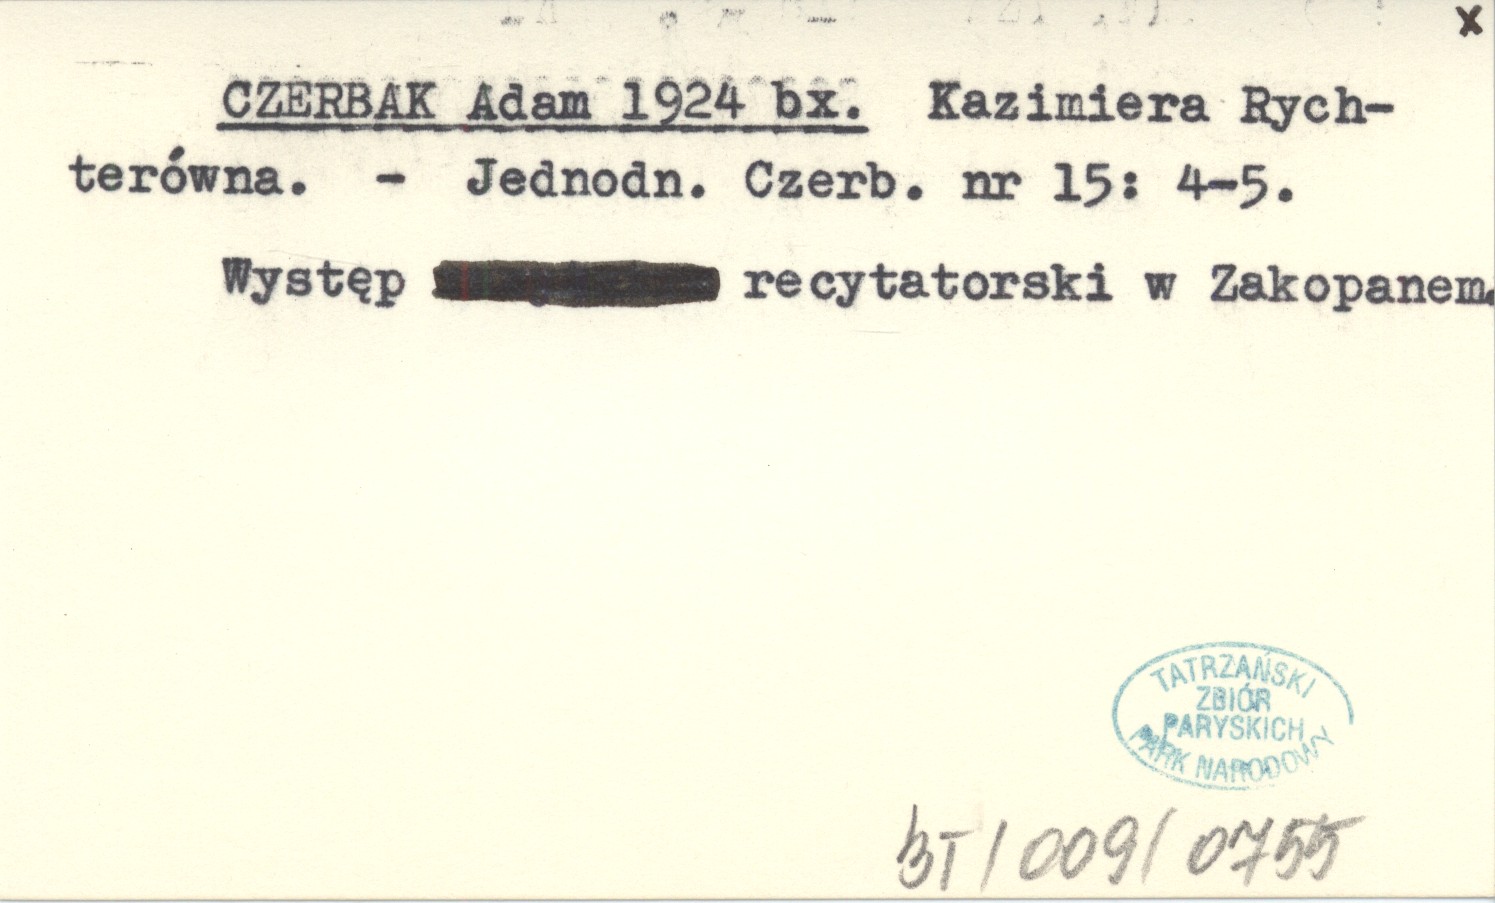 x
CZERBAK Adam 1924 bx. Kazimiera Rych-
terówna. - Jednodn. Czerb. nr 15: 4-5.
Występ recytatorski w Zakopanem.
TATRZAŃSKI
ZBIÓR
PARYSKICH
PARK NARODOWY
BT/009/0755